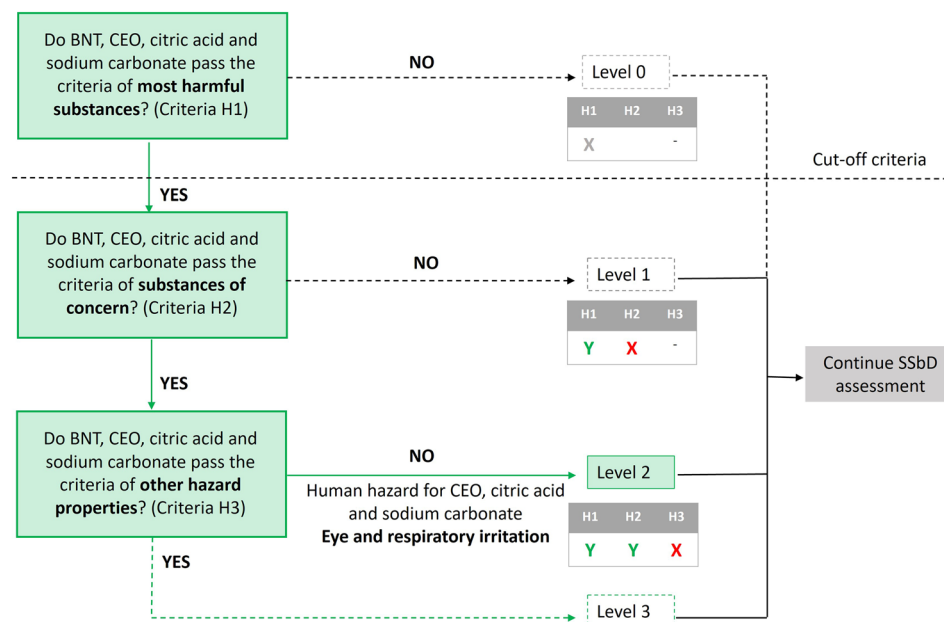 Do BNT, CEO, citric acid and
sodium carbonate pass the
criteria of most harmful
substances? (Criteria H1)
NO
Level 0
H1 H2 H3
X -
Cut-off criteria
YES
Do BNT, CEO, citric acid and
sodium carbonate pass the
criteria of substances of
concern? (Criteria H2)
NO
Level 1
H1 H2 H3
Y X -
Continue SSbD
assessment
YES
Do BNT, CEO, citric acid and
sodium carbonate pass the
criteria of other hazard
properties? (Criteria H3)
NO
Human hazard for CEO, citric acid
and sodium carbonate
Eye and respiratory irritation
Level 2
H1 H2 H3
Y Y X
YES
Level 3